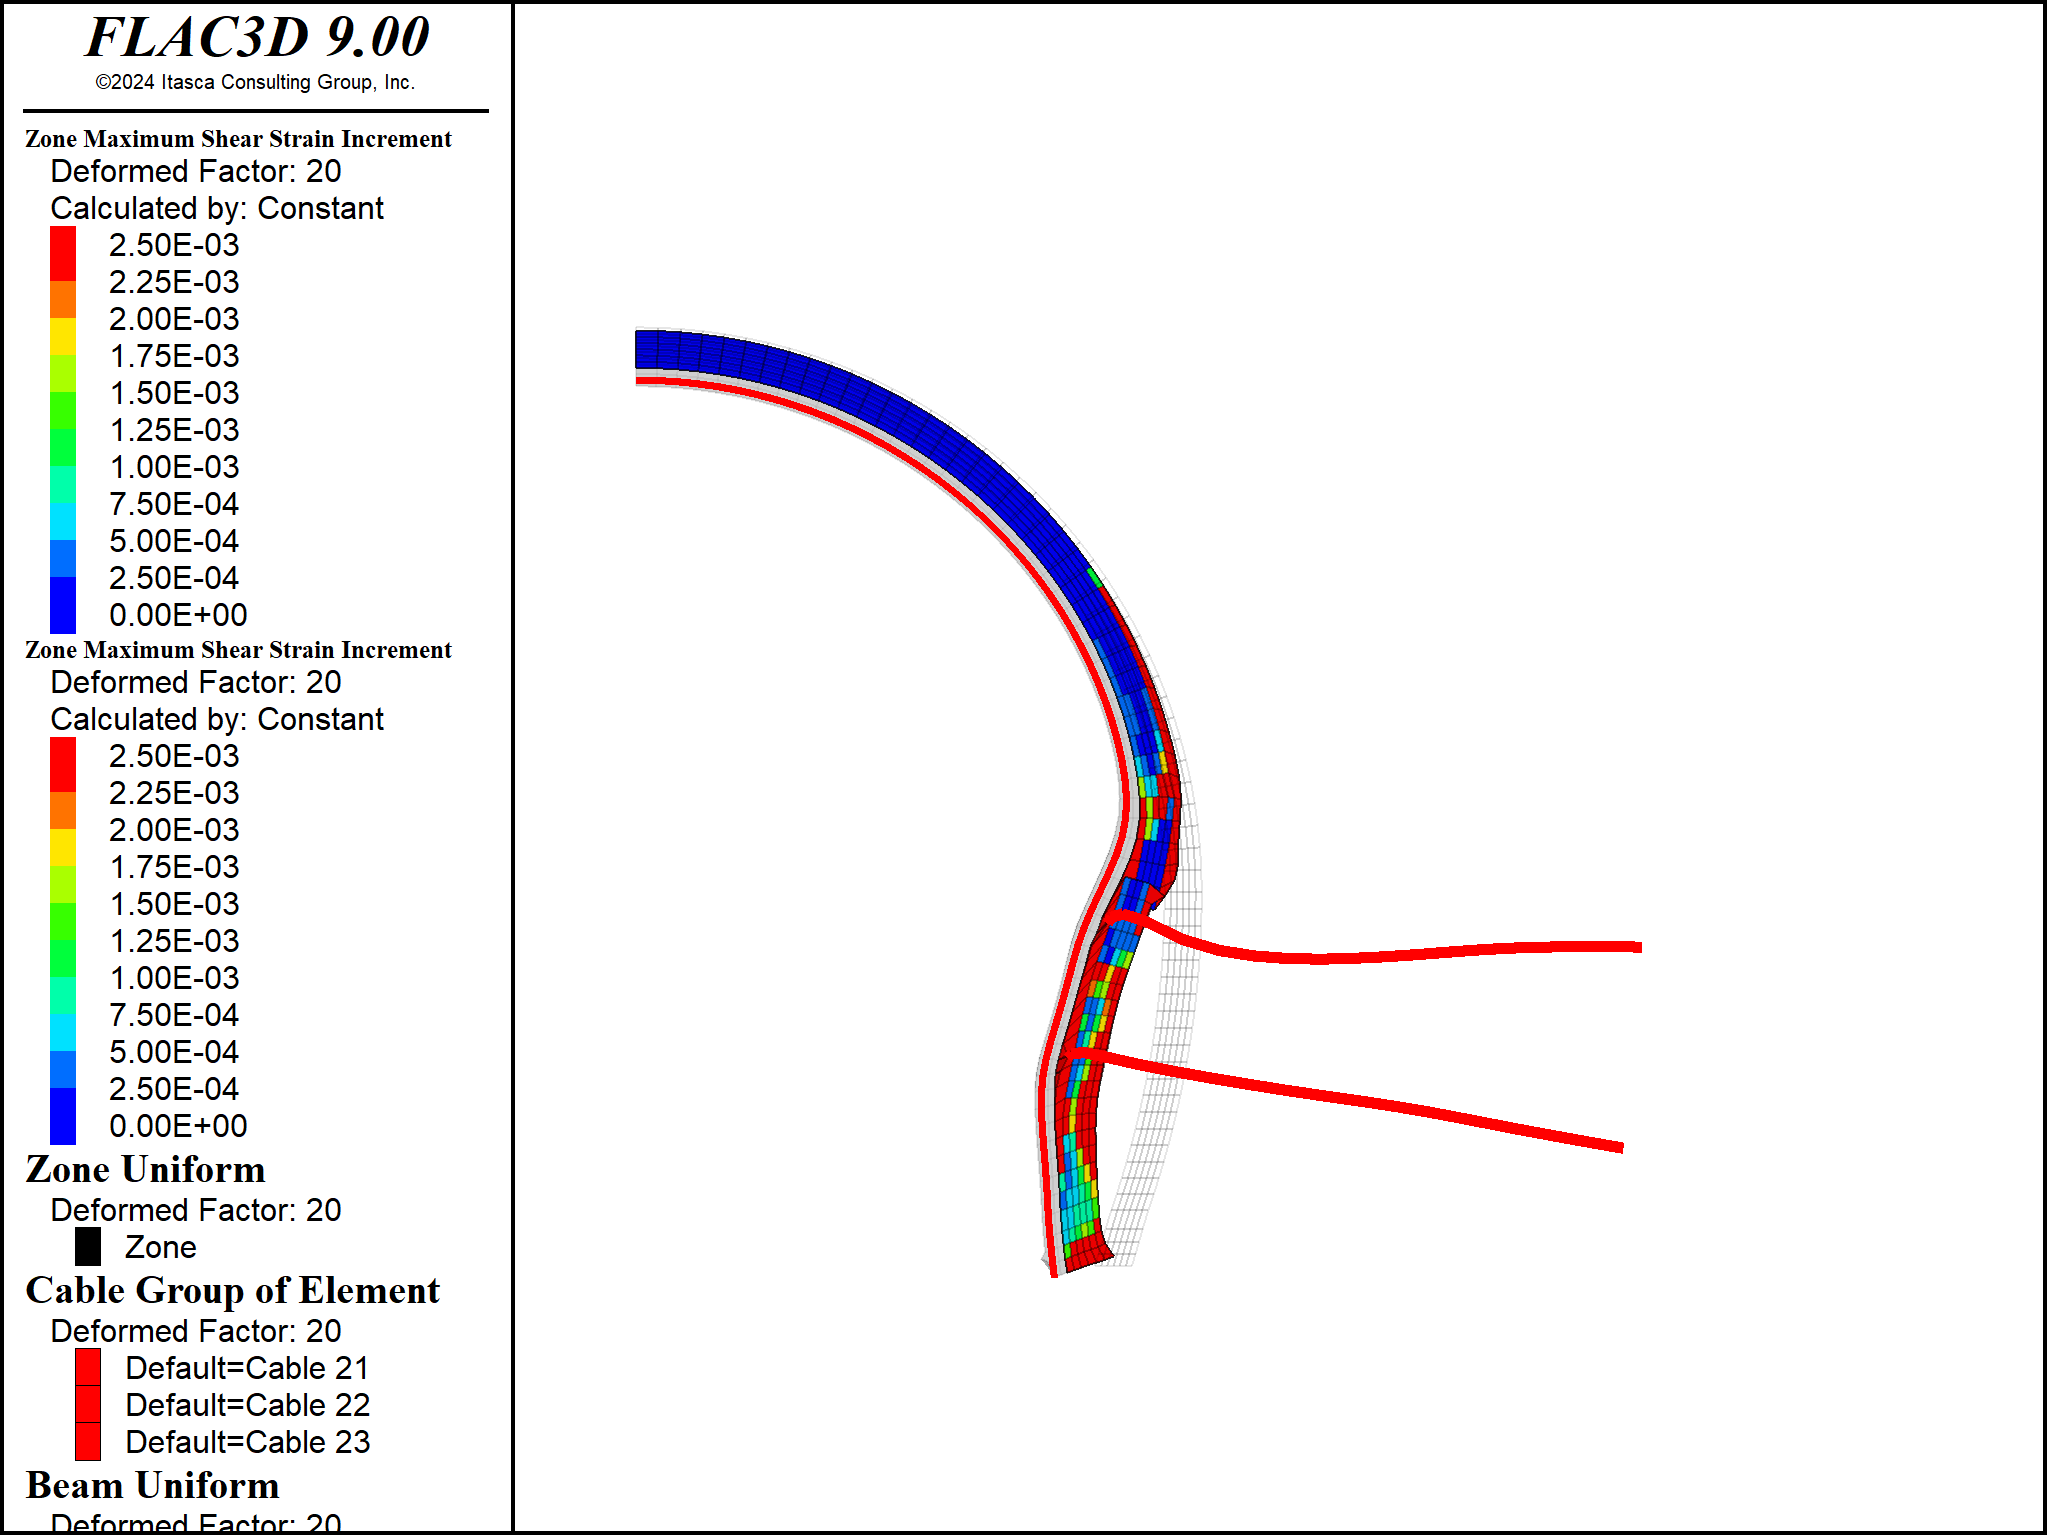 FLAC3D 9.00
©2024 Itasca Consulting Group, Inc.
Zone Maximum Shear Strain Increment
Deformed Factor: 20
Calculated by: Constant
2.50E-03
2.25E-03
2.00E-03
1.75E-03
1.50E-03
1.25E-03
1.00E-03
7.50E-04
5.00E-04
2.50E-04
0.00E+00
Zone Maximum Shear Strain Increment
Deformed Factor: 20
Calculated by: Constant
2.50E-03
2.25E-03
2.00E-03
1.75E-03
1.50E-03
1.25E-03
1.00E-03
7.50E-04
5.00E-04
2.50E-04
0.00E+00
Zone Uniform
Deformed Factor: 20
Zone
Cable Group of Element
Deformed Factor: 20
Default=Cable 21
Default=Cable 22
Default=Cable 23
Beam Uniform
Deformed Factor: 20